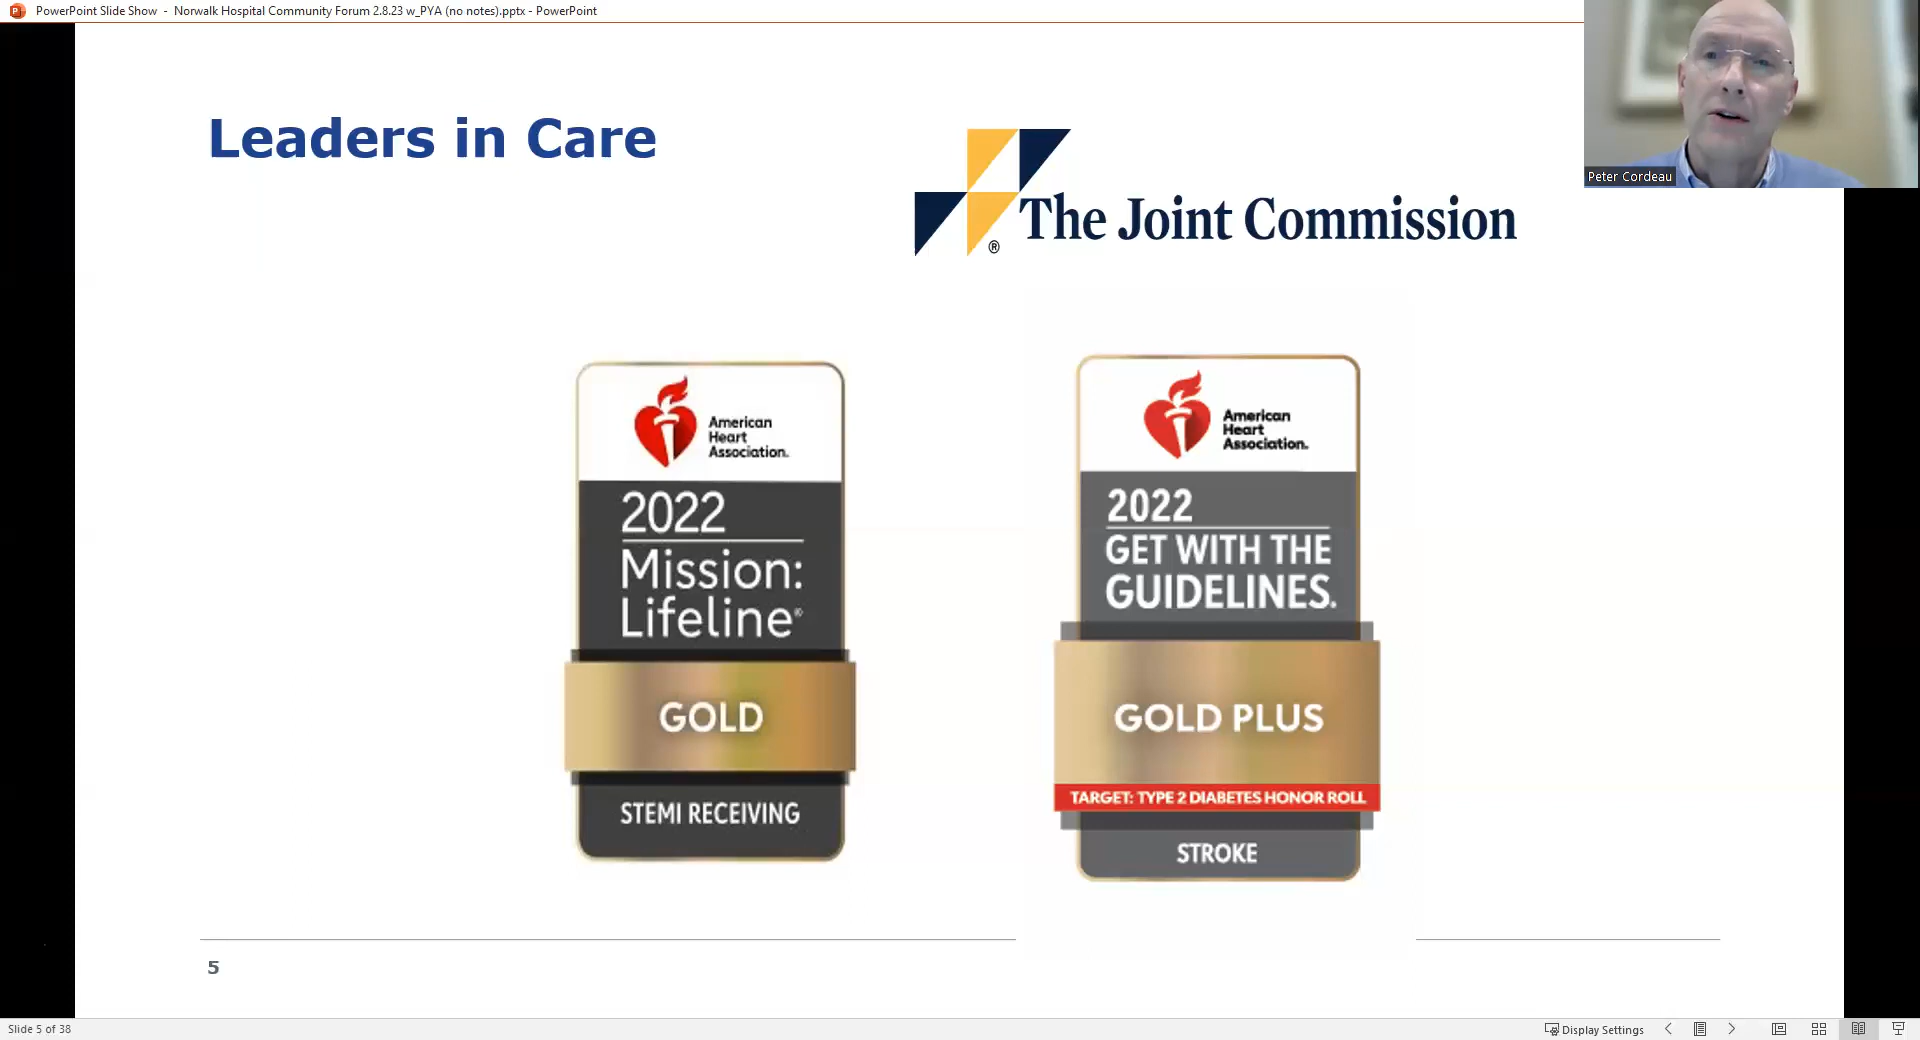 PowerPoint Slide Show - Norwalk Hospital Community Forum 2.8.23 w_PYA (no notes).pptx - PowerPoint
Peter Cordeau
Leaders in Care
The Joint Commission
®
American
Heart
Association.
2022
Mission:
Lifeline®
GOLD
STEMI RECEIVING
American
Heart
Association.
2022
GET WITH THE
GUIDELINES.
GOLD PLUS
TARGET: TYPE 2 DIABETES HONOR ROLL
STROKE
5
Slide 5 of 38
Display Settings